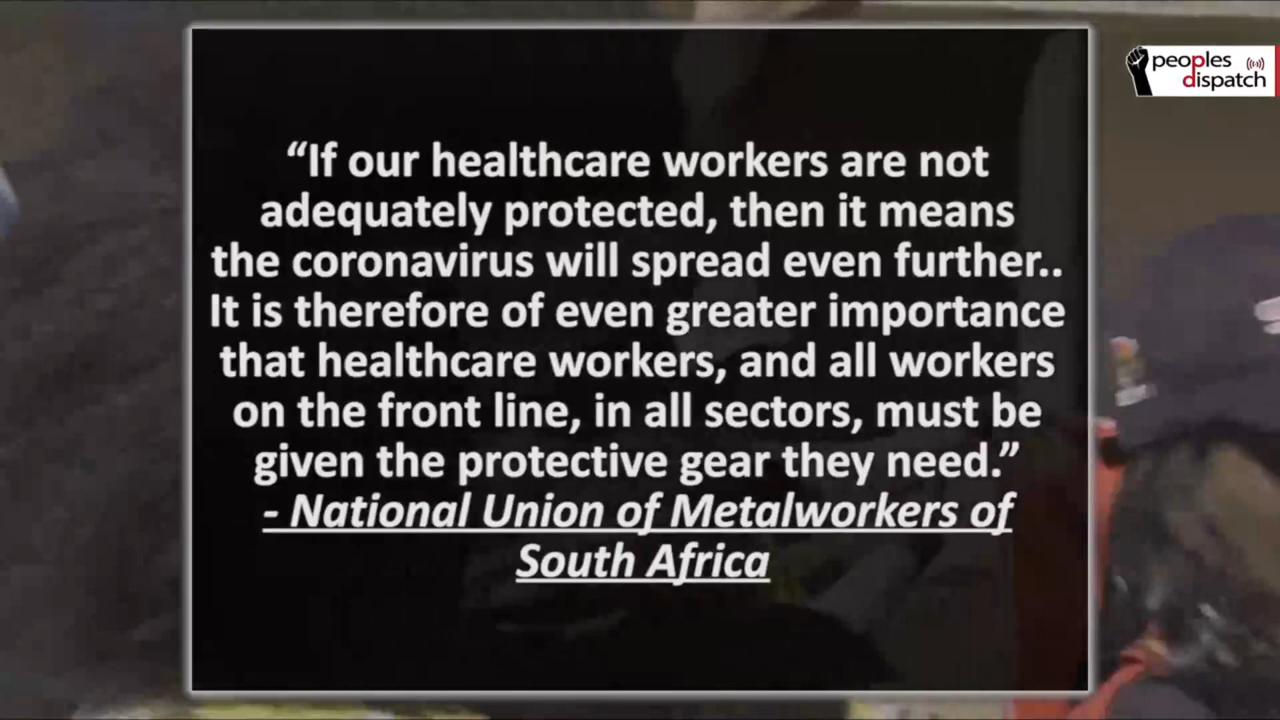 peoples
dispatch
“If our healthcare workers are not
adequately protected, then it means
the coronavirus will spread even further..
It is therefore of even greater importance
that healthcare workers, and all workers
on the front line, in all sectors, must be
given the protective gear they need.”
- National Union of Metalworkers of
South Africa